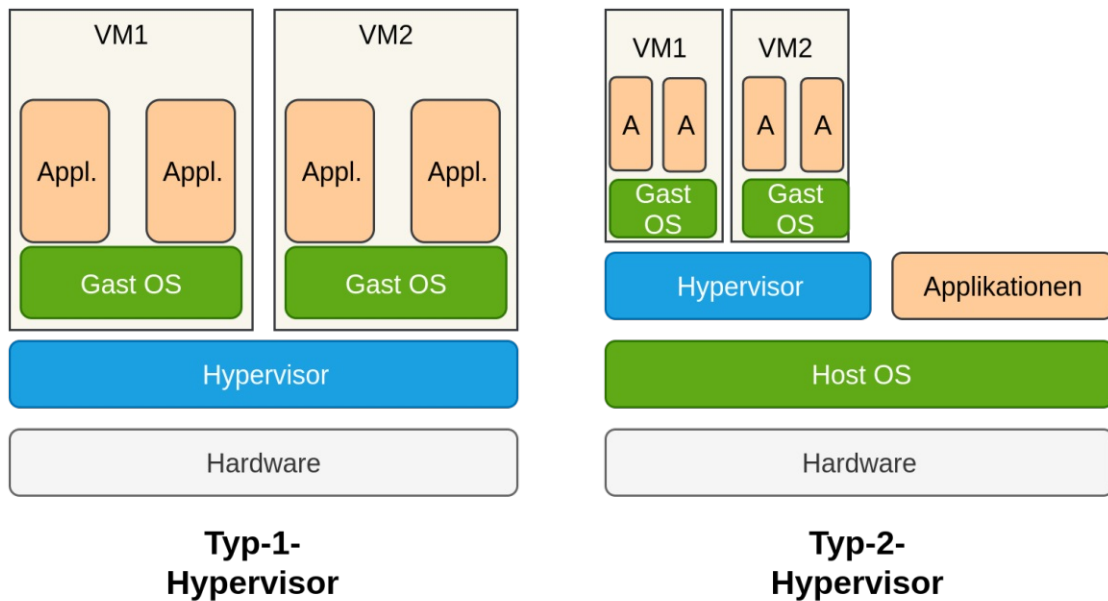 VM1
VM2
Appl.
Appl.
Appl.
Appl.
Gast OS
Gast OS
Hypervisor
Hardware
Typ-1-
Hypervisor
VM1
VM2
A
A
A
A
Gast
OS
Gast
OS
Hypervisor
Applikationen
Host OS
Hardware
Typ-2-
Hypervisor